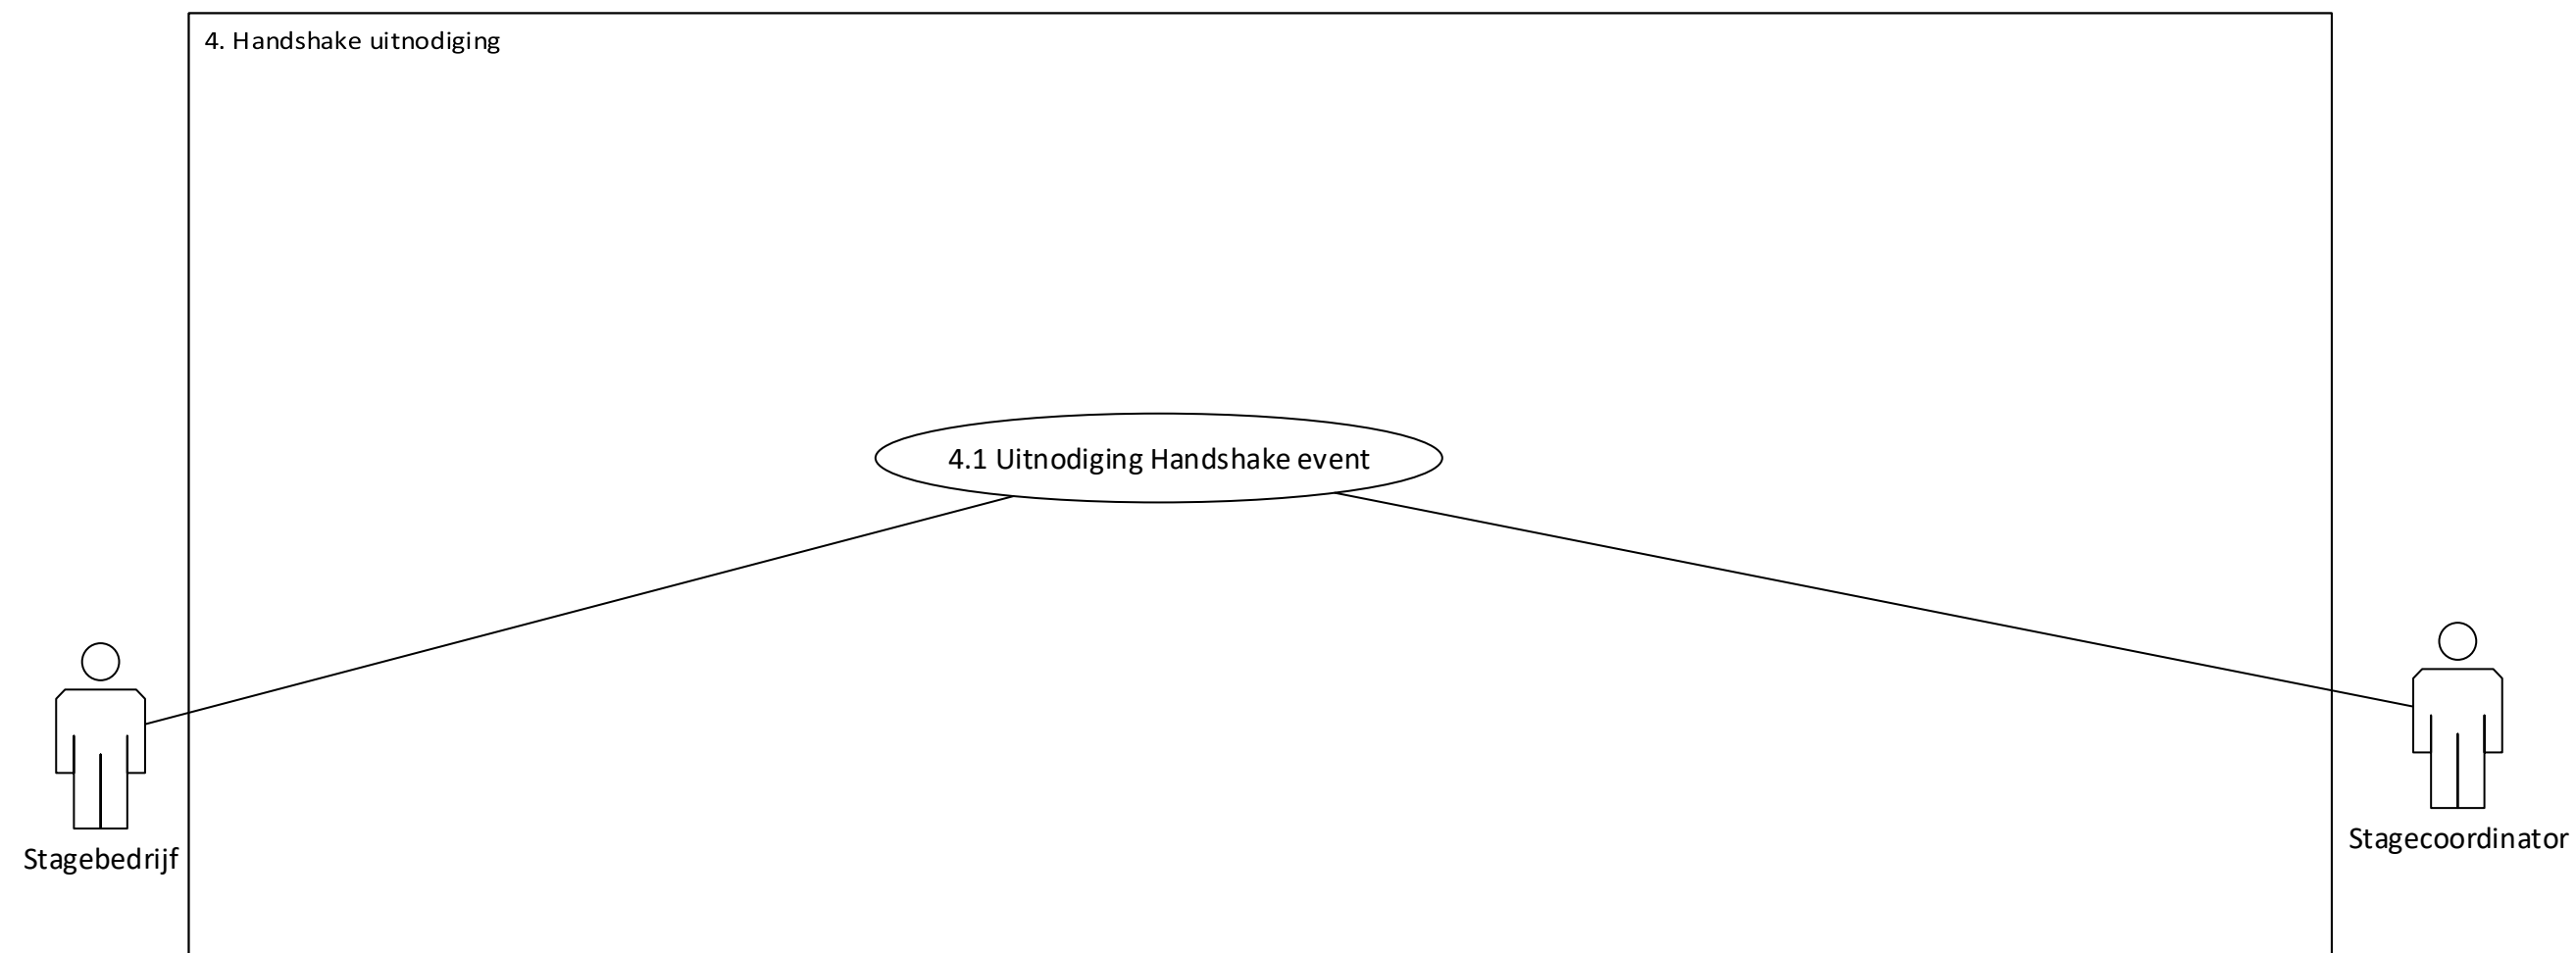 4. Handshake uitnodiging
4.1 Uitnodiging Handshake event
Stagebedrijf
Stagecoordinator